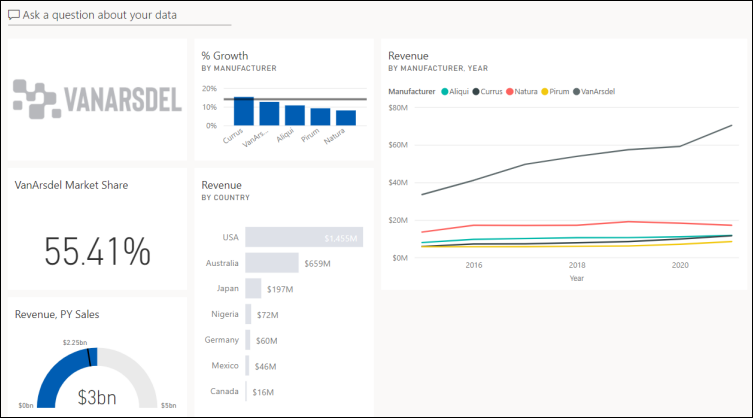 Ask a question about your data
VANARSDEL
% Growth
BY MANUFACTURER
20%
10%
0%
Currus
VanArs...
Aliqui
Pirum
Natura
Revenue
BY MANUFACTURER, YEAR
Manufacturer Aliqui Currus Natura Pirum VanArsdel
$80M
$60M
$40M
$20M
$0M
2016 2018 2020
Year
VanArsdel Market Share
55.41%
Revenue
BY COUNTRY
USA $1,455M
Australia $659M
Japan $197M
Nigeria $72M
Germany $60M
Mexico $46M
Canada $16M
Revenue, PY Sales
$2.25bn
$3bn
$0bn $5bn